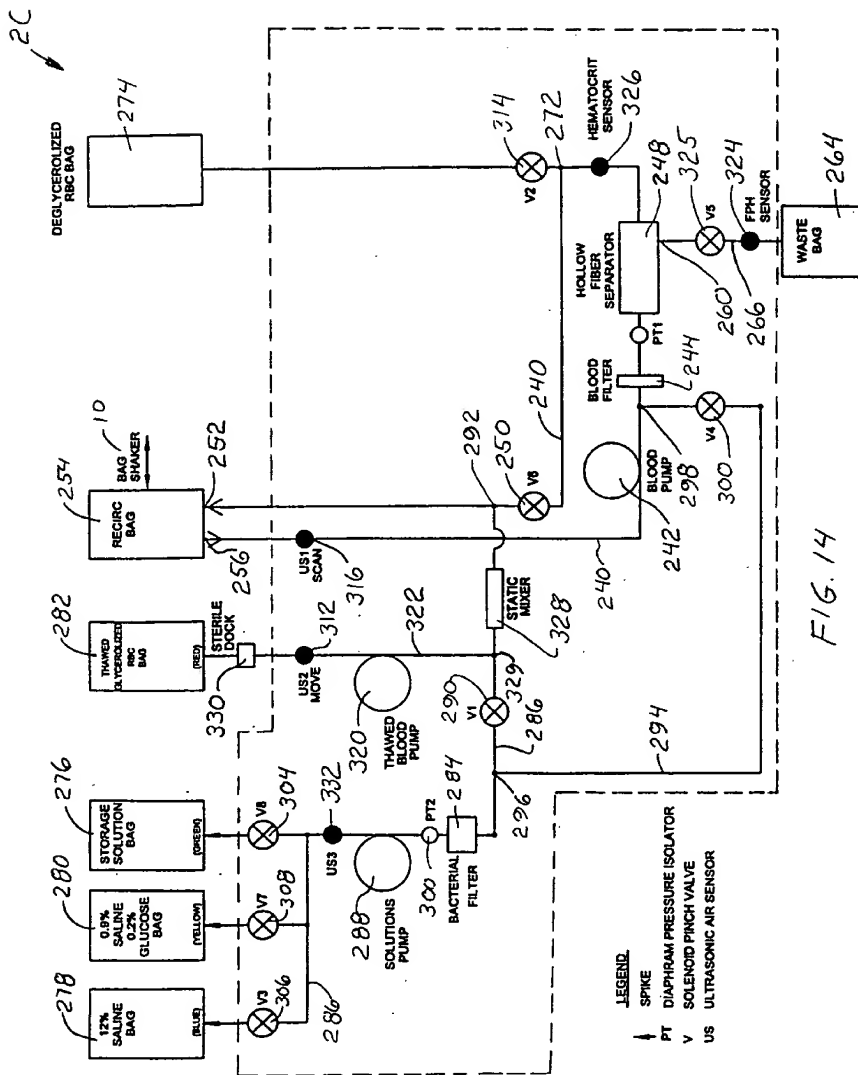 2C
DEGLYCEROLIZED
RBC BAG
274
314
V2
272
HEMATOCRIT
SENSOR
326
248
HOLLOW
FIBER
SEPARATOR
325
V5
324
FPH
SENSOR
260
266
WASTE
BAG
264
PT1
BLOOD
FILTER
244
V4
300
298
BLOOD
PUMP
242
240
240
250
V6
292
252
10
BAG
SHAKER
254
RECIRC
BAG
256
US1
SCAN
316
STATIC
MIXER
328
282
THAWED
GLYCEROLIZED
RBC
BAG
(RED)
STERILE
DOCK
330
312
US2
MOVE
322
320
THAWED
BLOOD
PUMP
329
290
V1
286
294
296
276
STORAGE
SOLUTION
BAG
(GREEN)
304
V8
332
US3
PT2
300
284
BACTERIAL
FILTER
288
SOLUTIONS
PUMP
280
0.9%
SALINE
0.2%
GLUCOSE
BAG
(YELLOW)
308
V7
278
12%
SALINE
BAG
(BLUE)
306
V3
286
LEGEND
SPIKE
PT DIAPHRAM PRESSURE ISOLATOR
V SOLENOID PINCH VALVE
US ULTRASONIC AIR SENSOR
FIG. 14